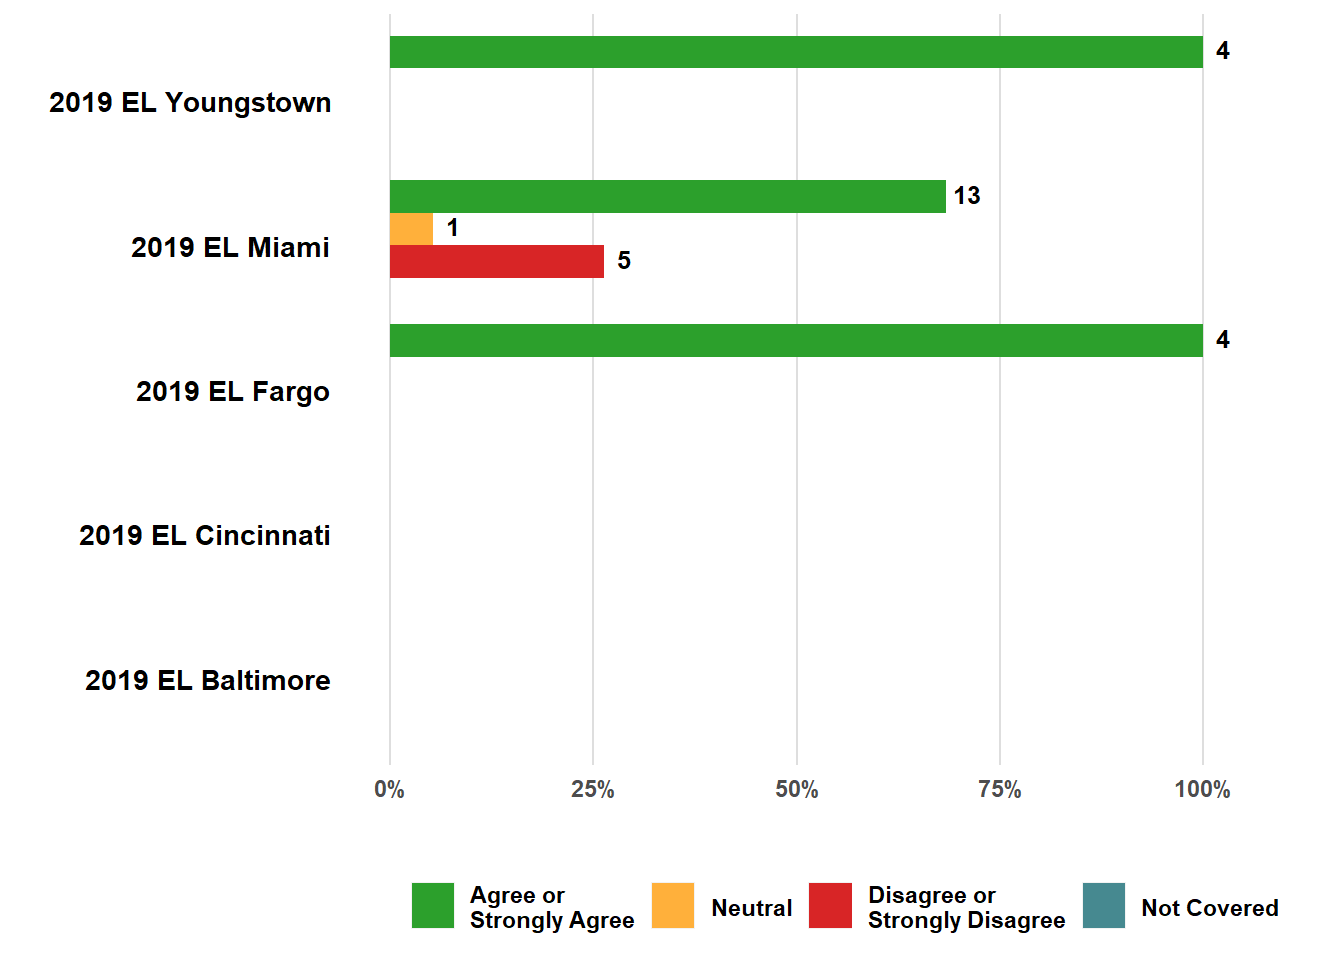 4
2019 EL Youngstown
13
1
2019 EL Miami
5
4
2019 EL Fargo
2019 EL Cincinnati
2019 EL Baltimore
0% 25% 50% 75% 100%
Agree or
Strongly Agree
Neutral
Disagree or
Strongly Disagree
Not Covered